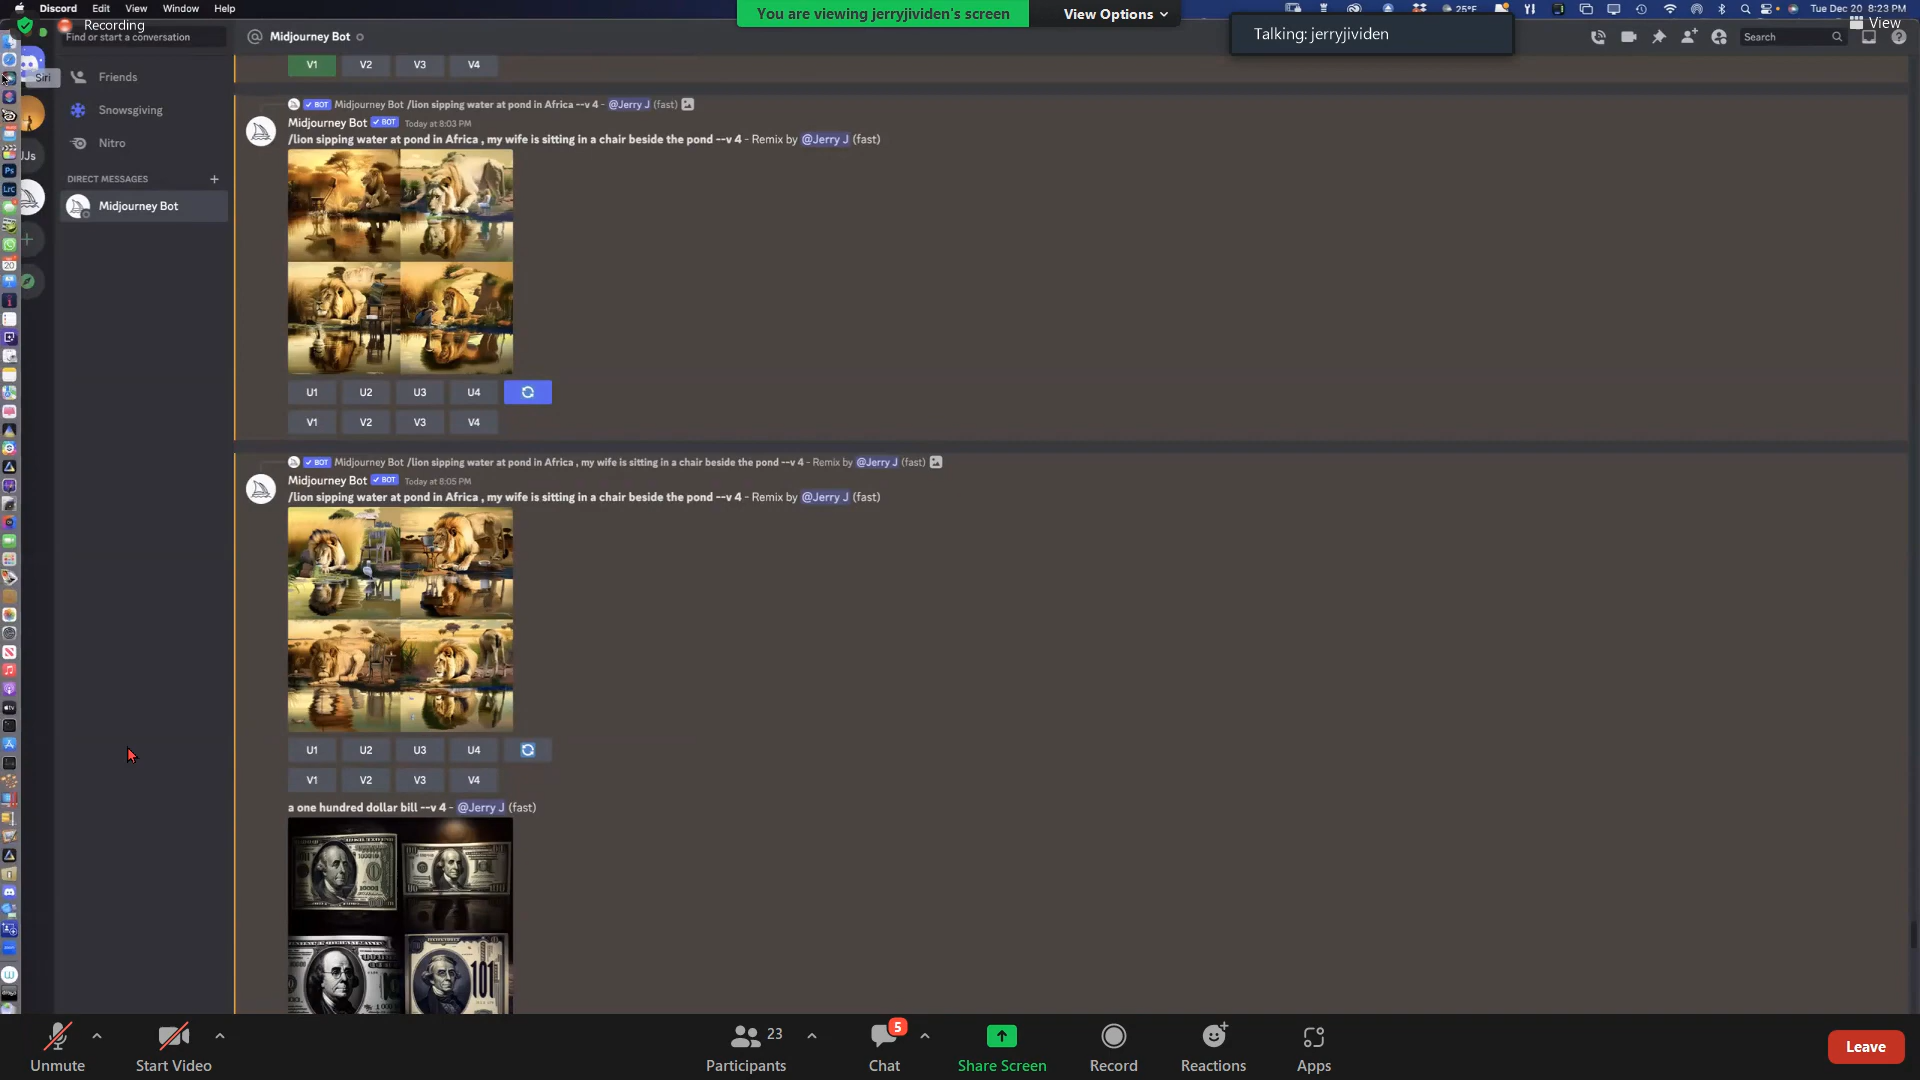 Discord Edit View Window Help
You are viewing jerryjividen's screen
View Options
25°F
Tue Dec 20 8:23 PM
Recording
View
Talking: jerryjividen
Find or start a conversation
Midjourney Bot
Search
Siri
Friends
Snowsgiving
Nitro
JJs
DIRECT MESSAGES
Midjourney Bot
V1 V2 V3 V4
BOT Midjourney Bot /lion sipping water at pond in Africa --v 4 - @Jerry J (fast)
Midjourney Bot BOT Today at 8:03 PM
/lion sipping water at pond in Africa , my wife is sitting in a chair beside the pond --v 4 - Remix by @Jerry J (fast)
U1 U2 U3 U4
V1 V2 V3 V4
BOT Midjourney Bot /lion sipping water at pond in Africa , my wife is sitting in a chair beside the pond --v 4 - Remix by @Jerry J (fast)
Midjourney Bot BOT Today at 8:05 PM
/lion sipping water at pond in Africa , my wife is sitting in a chair beside the pond --v 4 - Remix by @Jerry J (fast)
U1 U2 U3 U4
V1 V2 V3 V4
a one hundred dollar bill --v 4 - @Jerry J (fast)
101
Ps
Lrc
20
Unmute
Start Video
23
Participants
5
Chat
Share Screen
Record
Reactions
Apps
Leave